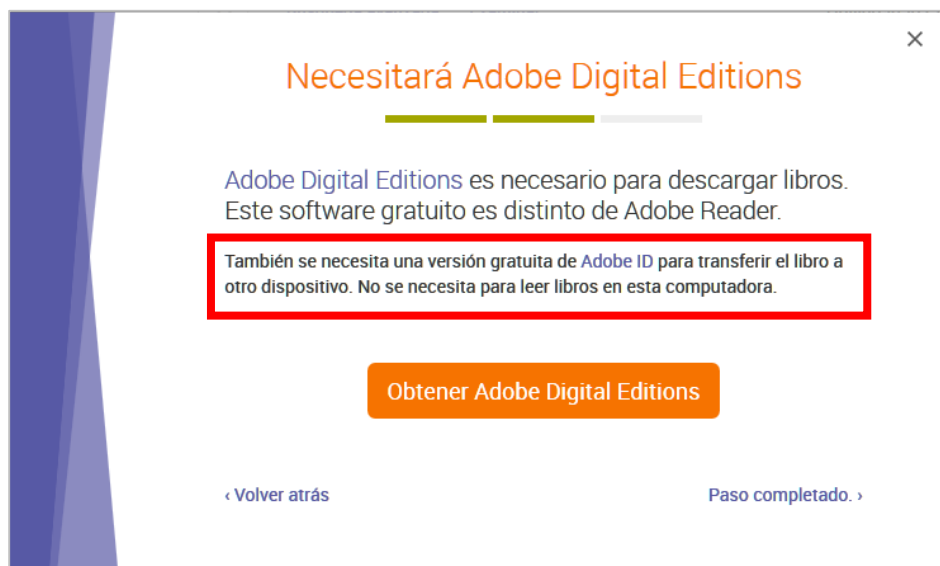 Necesitará Adobe Digital Editions
Adobe Digital Editions es necesario para descargar libros.
Este software gratuito es distinto de Adobe Reader.
También se necesita una versión gratuita de Adobe ID para transferir el libro a
otro dispositivo. No se necesita para leer libros en esta computadora.
Obtener Adobe Digital Editions
‹ Volver atrás
Paso completado. ›